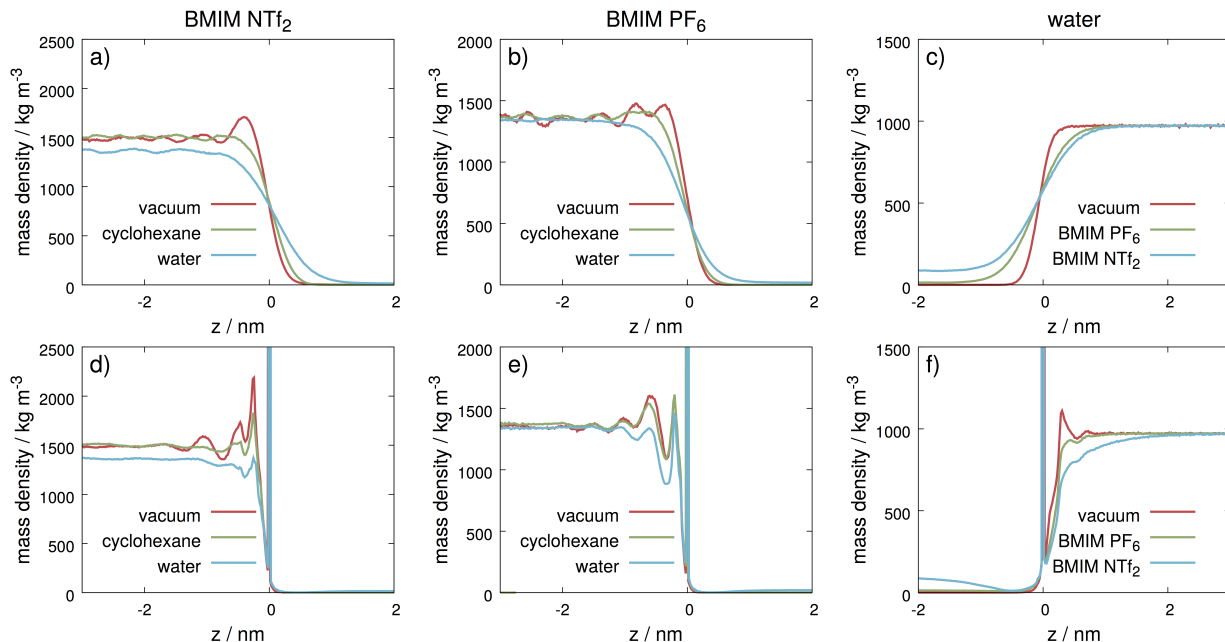 BMIM NTf₂
BMIM PF₆
water
a)
mass density / kg m⁻³
2500
2000
1500
1000
500
0
vacuum
cyclohexane
water
-2 0 2
z / nm
b)
mass density / kg m⁻³
2000
1500
1000
500
0
vacuum
cyclohexane
water
-2 0 2
z / nm
c)
mass density / kg m⁻³
1500
1000
500
0
vacuum
BMIM PF₆
BMIM NTf₂
-2 0 2
z / nm
d)
mass density / kg m⁻³
2500
2000
1500
1000
500
0
vacuum
cyclohexane
water
-2 0 2
z / nm
e)
mass density / kg m⁻³
2000
1500
1000
500
0
vacuum
cyclohexane
water
-2 0 2
z / nm
f)
mass density / kg m⁻³
1500
1000
500
0
vacuum
BMIM PF₆
BMIM NTf₂
-2 0 2
z / nm